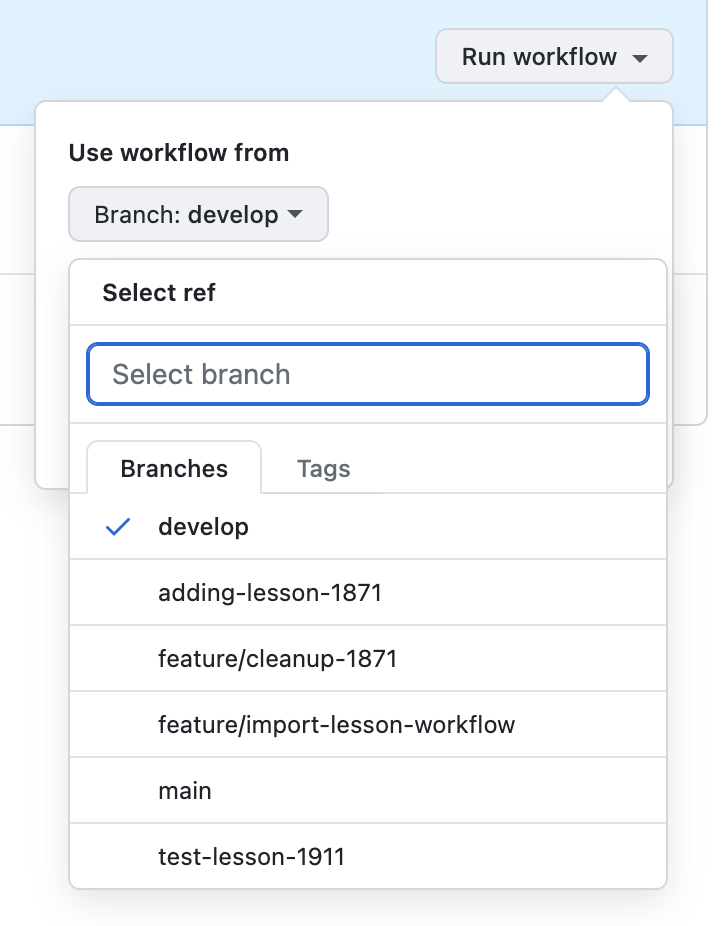 Run workflow
Use workflow from
Branch: develop
Select ref
Select branch
Branches Tags
develop
adding-lesson-1871
feature/cleanup-1871
feature/import-lesson-workflow
main
test-lesson-1911